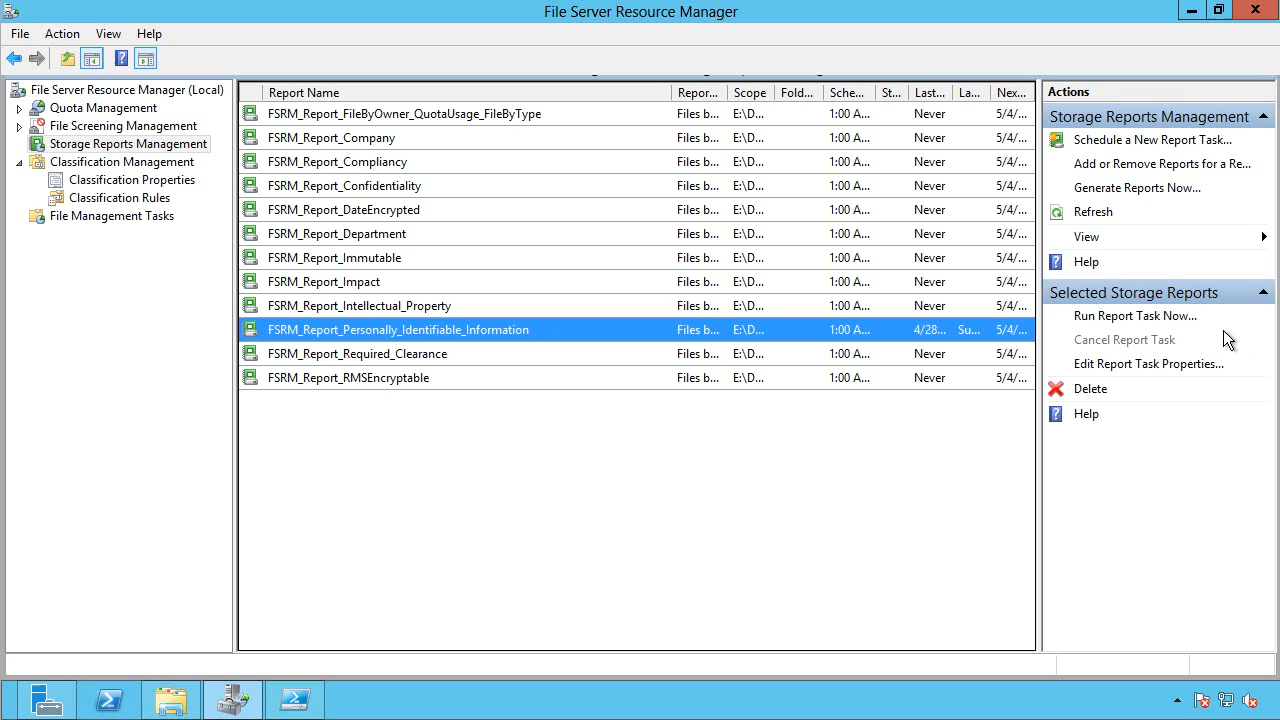 File Server Resource Manager
File Action View Help
File Server Resource Manager (Local)
Quota Management
File Screening Management
Storage Reports Management
Classification Management
Classification Properties
Classification Rules
File Management Tasks
Report Name Repor... Scope Fold... Sche... St... Last... La... Nex...
FSRM_Report_FileByOwner_QuotaUsage_FileByType Files b... E:\D... 1:00 A... Never 5/4/...
FSRM_Report_Company Files b... E:\D... 1:00 A... Never 5/4/...
FSRM_Report_Compliancy Files b... E:\D... 1:00 A... Never 5/4/...
FSRM_Report_Confidentiality Files b... E:\D... 1:00 A... Never 5/4/...
FSRM_Report_DateEncrypted Files b... E:\D... 1:00 A... Never 5/4/...
FSRM_Report_Department Files b... E:\D... 1:00 A... Never 5/4/...
FSRM_Report_Immutable Files b... E:\D... 1:00 A... Never 5/4/...
FSRM_Report_Impact Files b... E:\D... 1:00 A... Never 5/4/...
FSRM_Report_Intellectual_Property Files b... E:\D... 1:00 A... Never 5/4/...
FSRM_Report_Personally_Identifiable_Information Files b... E:\D... 1:00 A... 4/28... Su... 5/4/...
FSRM_Report_Required_Clearance Files b... E:\D... 1:00 A... Never 5/4/...
FSRM_Report_RMSEncryptable Files b... E:\D... 1:00 A... Never 5/4/...
Actions
Storage Reports Management
Schedule a New Report Task...
Add or Remove Reports for a Re...
Generate Reports Now...
Refresh
View
Help
Selected Storage Reports
Run Report Task Now...
Cancel Report Task
Edit Report Task Properties...
Delete
Help